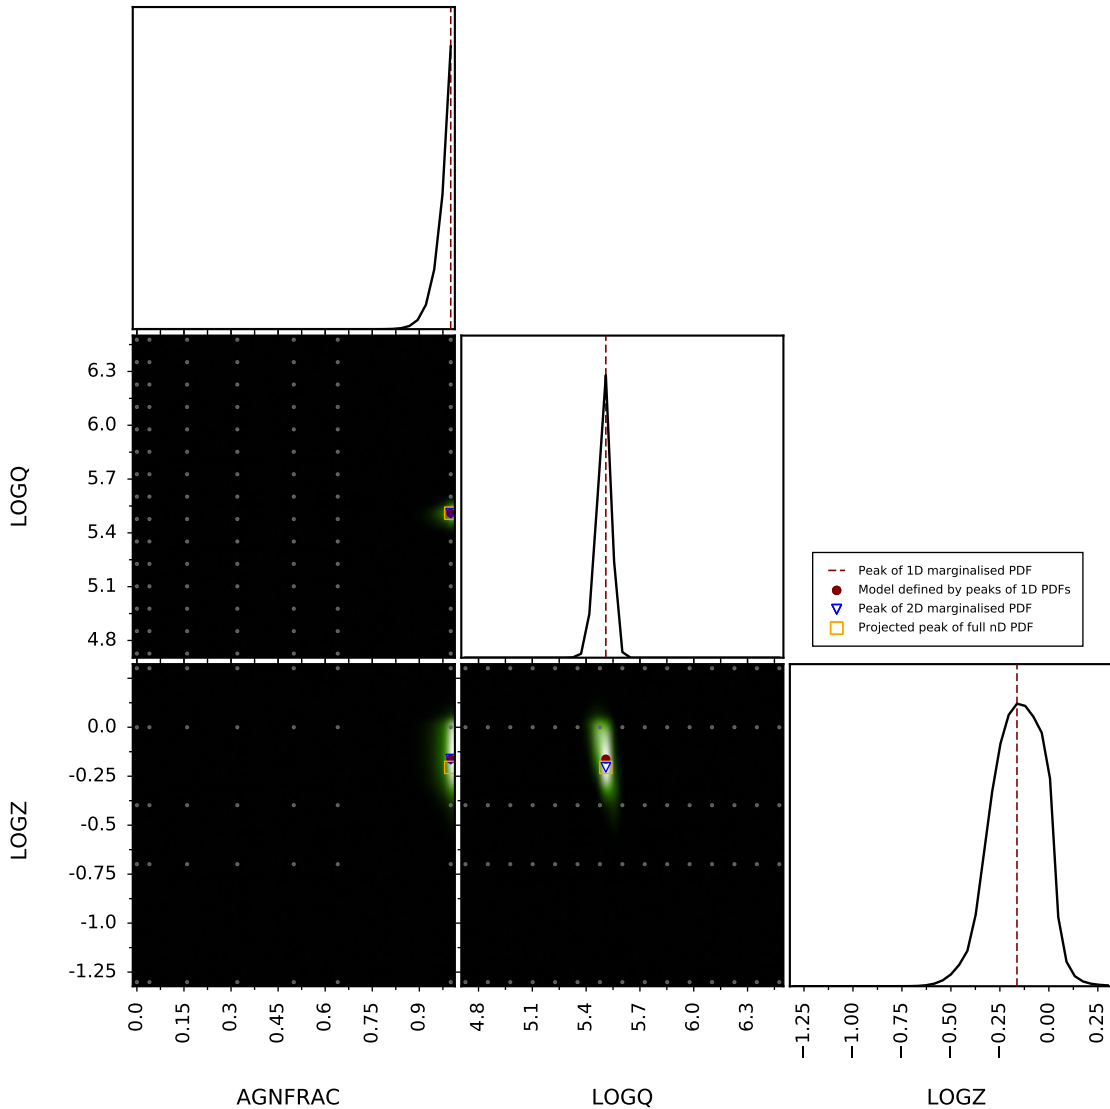 LOGQ
6.3
6.0
5.7
5.4
5.1
4.8
Peak of 1D marginalised PDF
Model defined by peaks of 1D PDFs
Peak of 2D marginalised PDF
Projected peak of full nD PDF
LOGZ
0.0
-0.25
-0.5
-0.75
-1.0
-1.25
0.0 0.15 0.3 0.45 0.6 0.75 0.9
4.8 5.1 5.4 5.7 6.0 6.3
−1.25 −1.00 −0.75 −0.50 −0.25 0.00 0.25
AGNFRAC LOGQ LOGZ